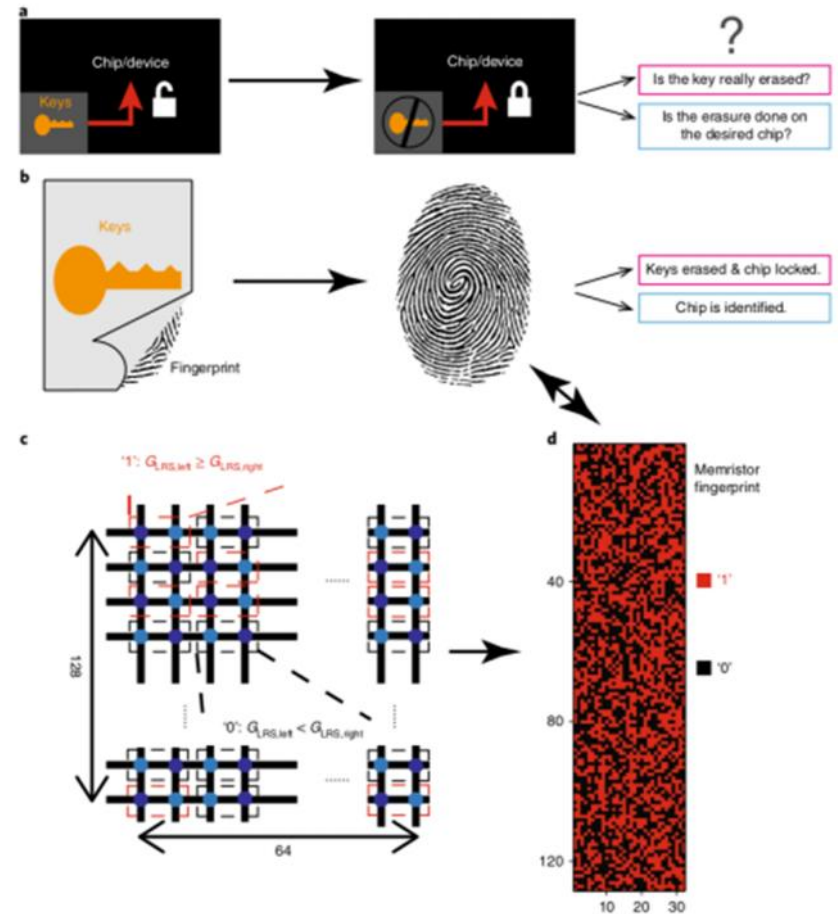 a
Chip/device
Keys
Chip/device
?
Is the key really erased?
Is the erasure done on
the desired chip?
b
Keys
Fingerprint
Keys erased & chip locked.
Chip is identified.
c
'1': G_LRS,left ≥ G_LRS,right
128
'0': G_LRS,left < G_LRS,right
64
d
Memristor
fingerprint
'1'
'0'
40
80
120
10 20 30